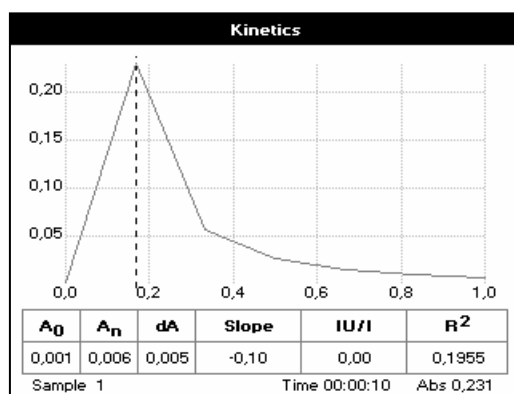 Kinetics
0,20
0,15
0,10
0,05
0,0 0,2 0,4 0,6 0,8 1,0
A0 An dA Slope IU/l R2
0,001 0,006 0,005 -0,10 0,00 0,1955
Sample 1 Time 00:00:10 Abs 0,231